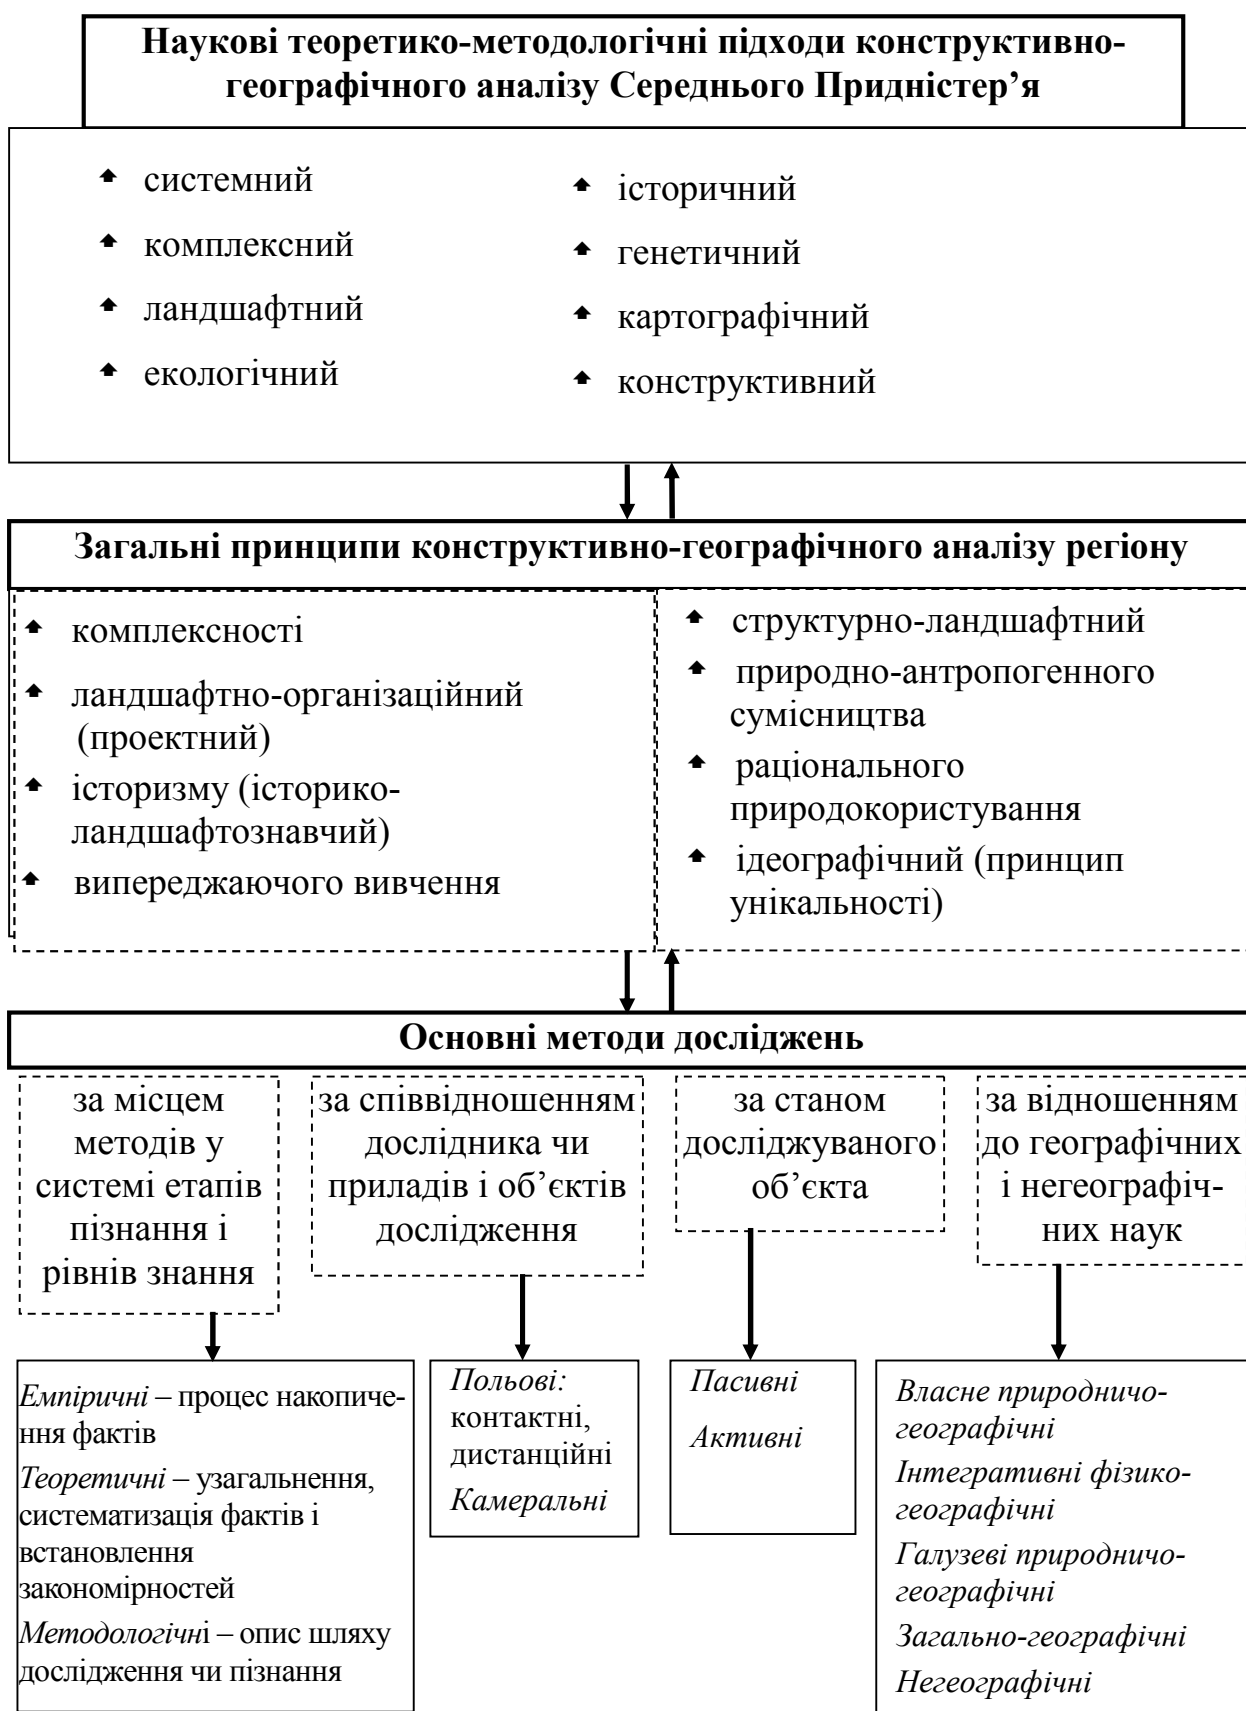 Наукові теоретико-методологічні підходи конструктивно-
географічного аналізу Середнього Придністер’я
системний
комплексний
ландшафтний
екологічний
історичний
генетичний
картографічний
конструктивний
Загальні принципи конструктивно-географічного аналізу регіону
комплексності
ландшафтно-організаційний
(проектний)
історизму (історико-
ландшафтознавчий)
випереджаючого вивчення
структурно-ландшафтний
природно-антропогенного
сумісництва
раціонального
природокористування
ідеографічний (принцип
унікальності)
Основні методи досліджень
за місцем
методів у
системі етапів
пізнання і
рівнів знання
за співвідношенням
дослідника чи
приладів і об’єктів
дослідження
за станом
досліджуваного
об’єкта
за відношенням
до географічних
і негеографіч-
них наук
Емпіричні – процес накопиче-
ння фактів
Теоретичні – узагальнення,
систематизація фактів і
встановлення
закономірностей
Методологічні – опис шляху
дослідження чи пізнання
Польові:
контактні,
дистанційні
Камеральні
Пасивні
Активні
Власне природничо-
географічні
Інтегративні фізико-
географічні
Галузеві природничо-
географічні
Загально-географічні
Негеографічні